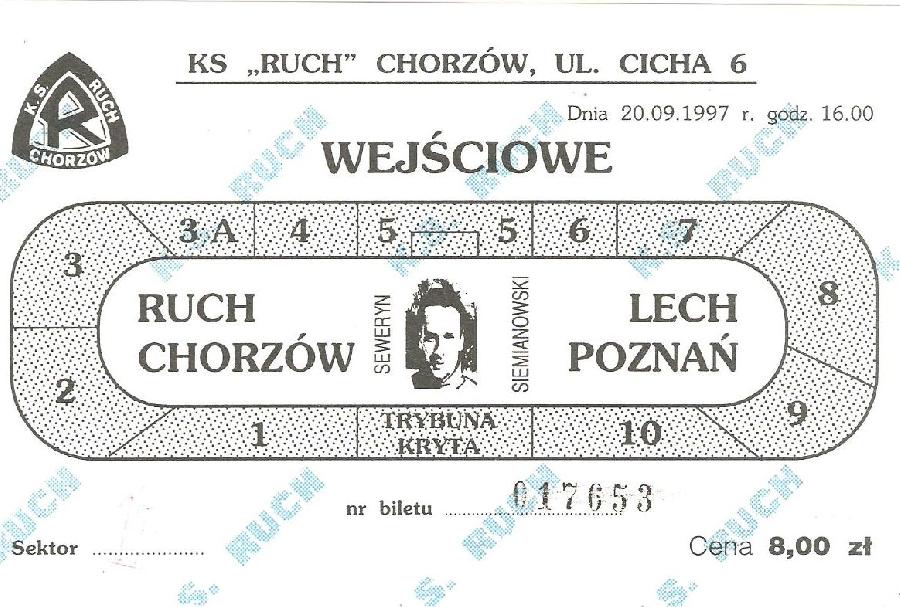 K.S. RUCH CHORZÓW
R
KS „RUCH” CHORZÓW, UL. CICHA 6
Dnia 20.09.1997 r. godz. 16.00
WEJŚCIOWE
3 3 A 4 5 5 6 7 8
RUCH
CHORZÓW
SEWERYN
SIEMIANOWSKI
LECH
POZNAŃ
2 1 TRYBUNA
KRYTA 10 9
nr biletu .......... 017653
Sektor ..........
Cena 8,00 zł
K.S. RUCH